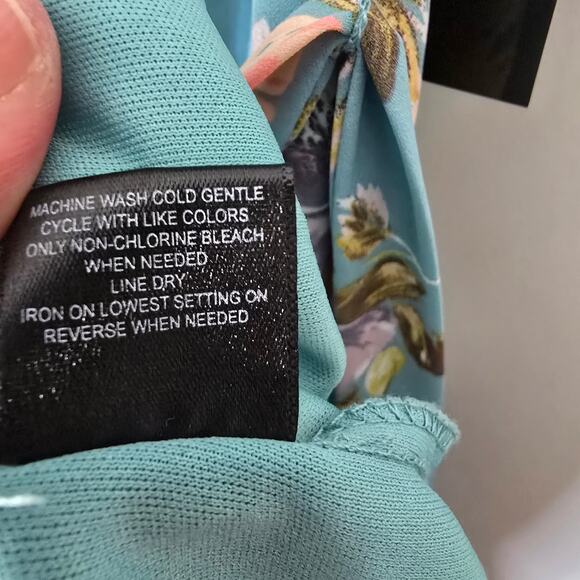 MACHINE WASH COLD GENTLE
CYCLE WITH LIKE COLORS
ONLY NON-CHLORINE BLEACH
WHEN NEEDED
LINE DRY
IRON ON LOWEST SETTING ON
REVERSE WHEN NEEDED